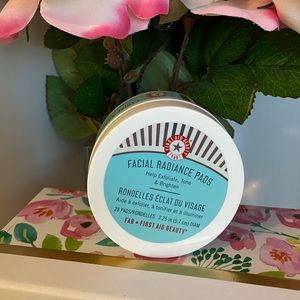 FIRST AID BEAUTY
FACIAL RADIANCE PADS
Help Exfoliate, Tone
& Brighten
RONDELLES ÉCLAT DU VISAGE
Aide à exfolier, à tonifier et à illuminer
28 PADS/RONDELLES 2.25 in (5.7 cm) DIAM
FAB • FIRST AID BEAUTY